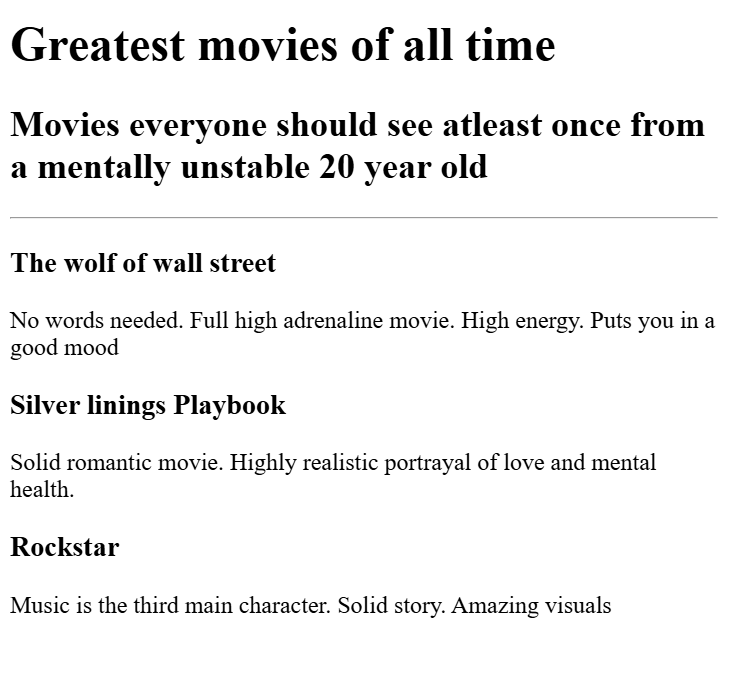 Greatest movies of all time
Movies everyone should see atleast once from
a mentally unstable 20 year old
The wolf of wall street
No words needed. Full high adrenaline movie. High energy. Puts you in a
good mood
Silver linings Playbook
Solid romantic movie. Highly realistic portrayal of love and mental
health.
Rockstar
Music is the third main character. Solid story. Amazing visuals